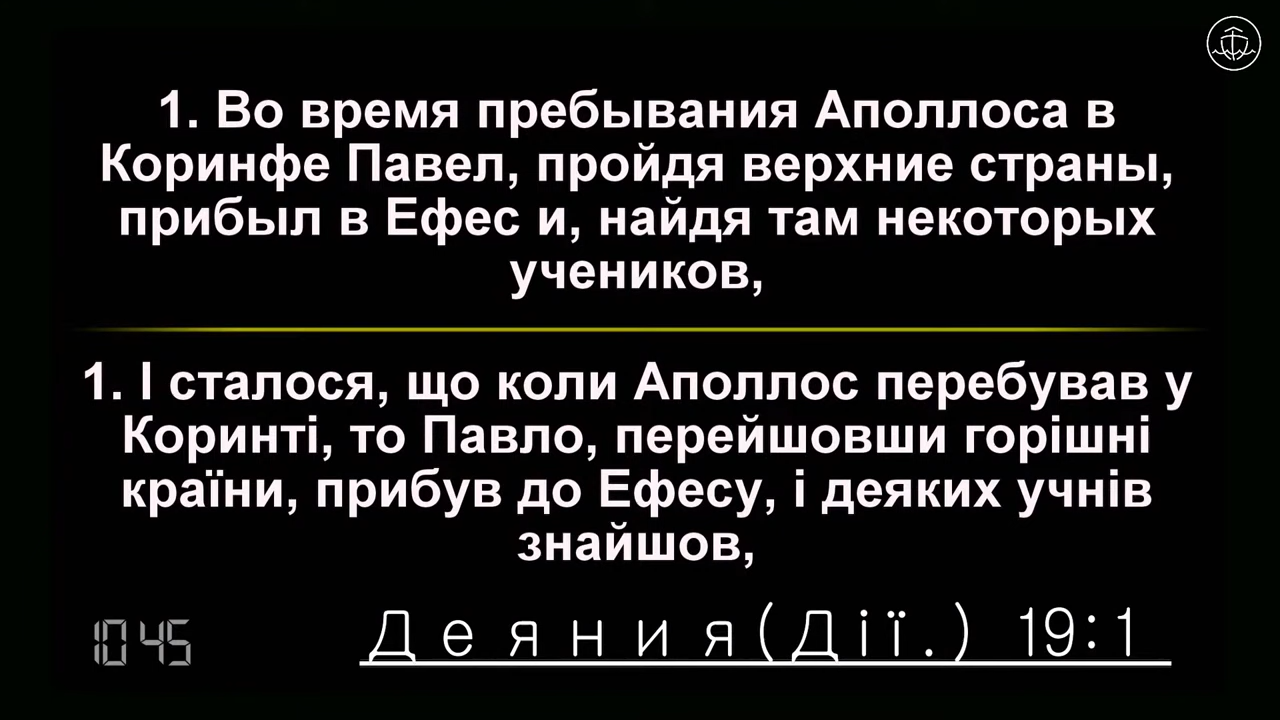 1. Во время пребывания Аполлоса в
Коринфе Павел, пройдя верхние страны,
прибыл в Ефес и, найдя там некоторых
учеников,
1. І сталося, що коли Аполлос перебував у
Коринті, то Павло, перейшовши горішні
країни, прибув до Ефесу, і деяких учнів
знайшов,
10 45
Деяния(Дії.) 19:1